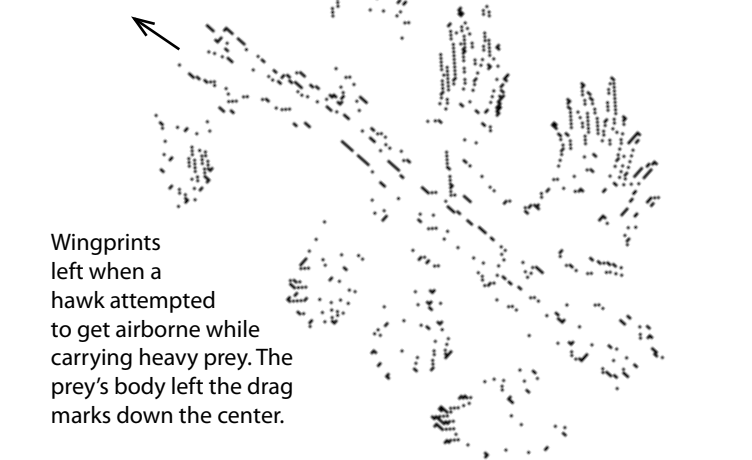 Wingprints
left when a
hawk attempted
to get airborne while
carrying heavy prey. The
prey’s body left the drag
marks down the center.